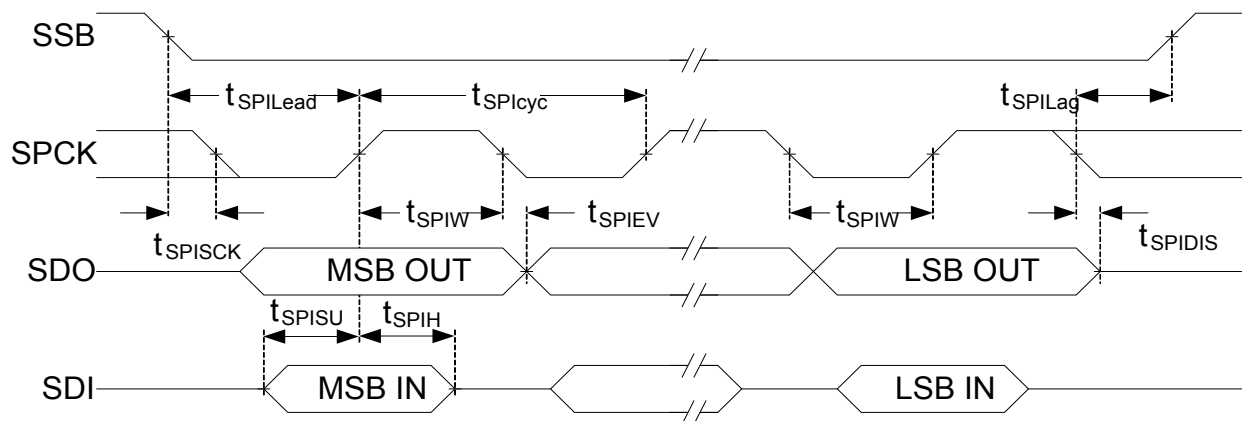 SSB
tSPILead
tSPIcyc
tSPILag
SPCK
tSPIW
tSPIEV
tSPIW
tSPISCK
tSPIDIS
SDO
MSB OUT
LSB OUT
tSPISU
tSPIH
SDI
MSB IN
LSB IN